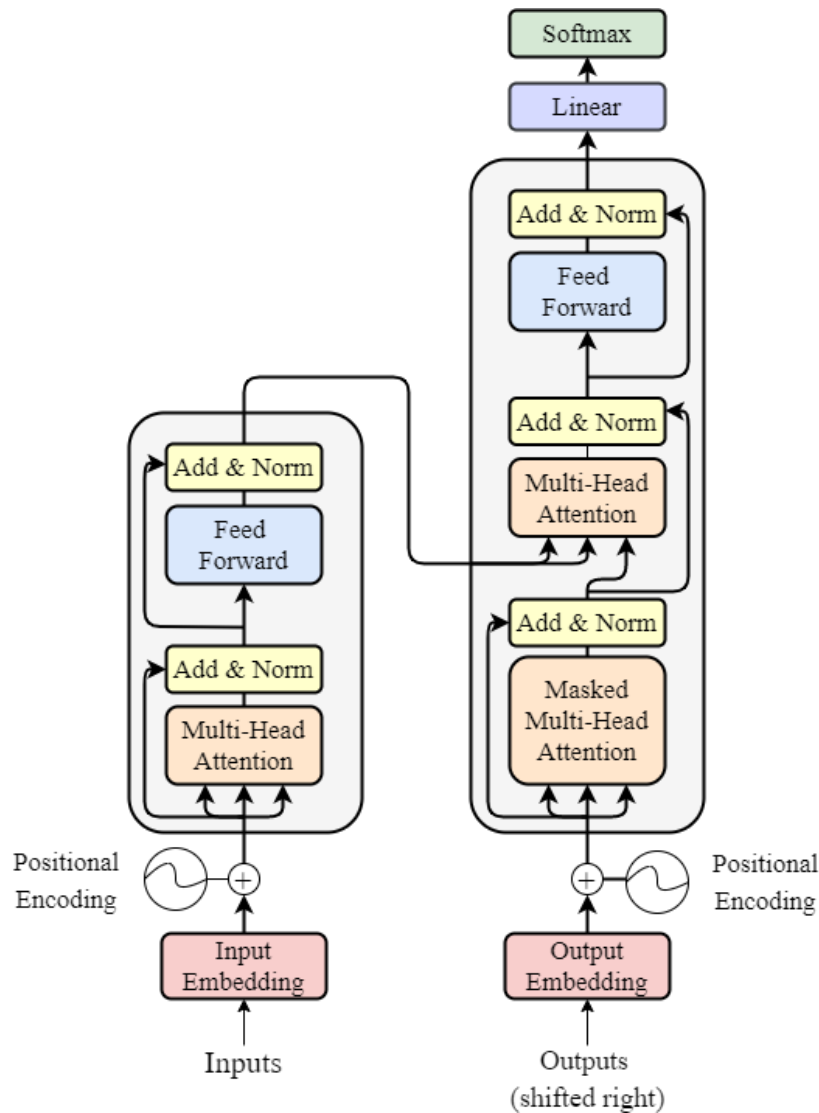 Softmax
Linear
Add & Norm
Feed
Forward
Add & Norm
Multi-Head
Attention
Add & Norm
Masked
Multi-Head
Attention
Add & Norm
Feed
Forward
Add & Norm
Multi-Head
Attention
Positional
Encoding
+
+
Positional
Encoding
Input
Embedding
Output
Embedding
Inputs
Outputs
(shifted right)